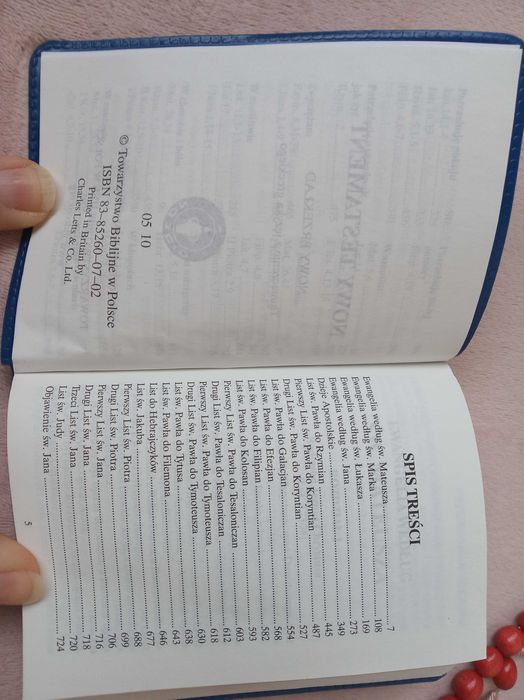 05 10
© Towarzystwo Biblijne w Polsce
ISBN 83-85260-07-02
Printed in Britain by
Charles Letts & Co. Ltd.
SPIS TREŚCI
Ewangelia według św. Mateusza ........ 7
Ewangelia według św. Marka ........ 108
Ewangelia według św. Łukasza ........ 169
Ewangelia według św. Jana ........ 273
Dzieje Apostolskie ........ 349
List św. Pawła do Rzymian ........ 445
Pierwszy List św. Pawła do Koryntian ........ 487
Drugi List św. Pawła do Koryntian ........ 527
List św. Pawła do Galacjan ........ 554
List św. Pawła do Efezjan ........ 568
List św. Pawła do Filipian ........ 582
List św. Pawła do Kolosan ........ 593
Pierwszy List św. Pawła do Tesaloniczan ........ 603
Drugi List św. Pawła do Tesaloniczan ........ 612
Pierwszy List św. Pawła do Tymoteusza ........ 618
Drugi List św. Pawła do Tymoteusza ........ 630
List św. Pawła do Tytusa ........ 638
List św. Pawła do Filemona ........ 643
List do Hebrajczyków ........ 646
List św. Jakuba ........ 677
Pierwszy List św. Piotra ........ 688
Drugi List św. Piotra ........ 699
Pierwszy List św. Jana ........ 706
Drugi List św. Jana ........ 716
Trzeci List św. Jana ........ 718
List św. Judy ........ 720
Objawienie św. Jana ........ 724
5